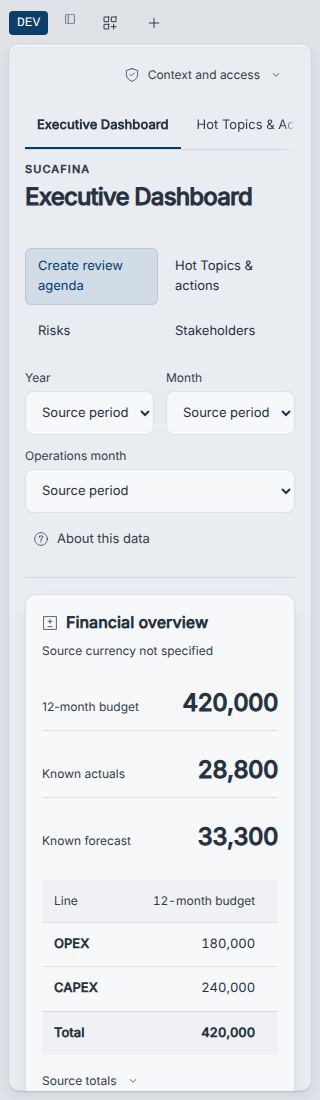 DEV
Context and access
Executive Dashboard
Hot Topics & Ac
SUCAFINA
Executive Dashboard
Create review
agenda
Hot Topics &
actions
Risks
Stakeholders
Year
Month
Source period
Source period
Operations month
Source period
About this data
Financial overview
Source currency not specified
12-month budget
420,000
Known actuals
28,800
Known forecast
33,300
Line
12-month budget
OPEX
180,000
CAPEX
240,000
Total
420,000
Source totals